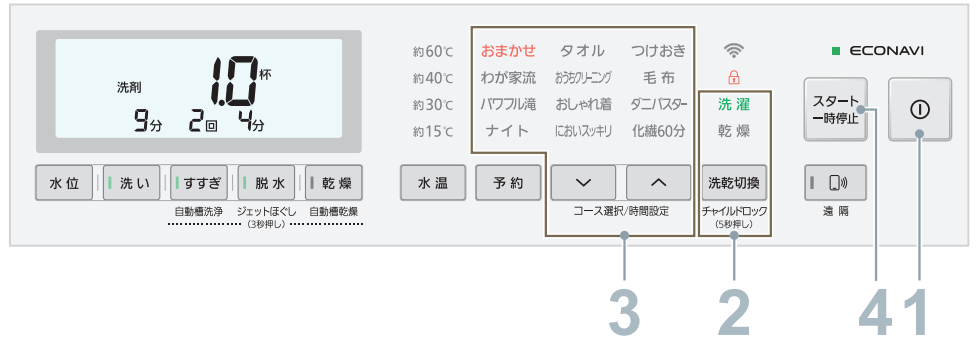 洗剤 1.0 杯
9分 2回 4分
約60℃ おまかせ タオル つけおき
約40℃ わが家流 おうちクリーニング 毛布
約30℃ パワフル滝 おしゃれ着 ダニバスター 洗濯
約15℃ ナイト においスッキリ 化繊60分 乾燥
ECONAVI
スタート
一時停止
水位 洗い すすぎ 脱水 乾燥 水温 予約 洗乾切換
自動槽洗浄 ジェットほぐし 自動槽乾燥 コース選択/時間設定 チャイルドロック 遠隔
(3秒押し) (5秒押し)
3 2 4 1